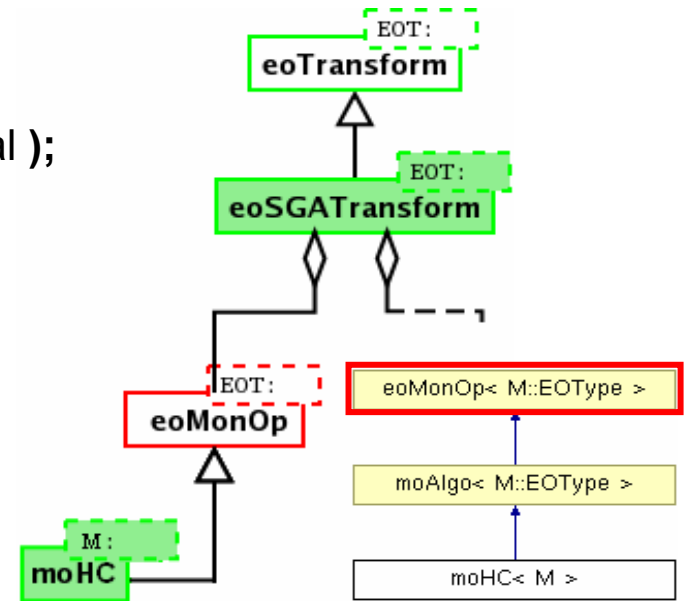 EOT:
eoTransform
al );
EOT:
eoSGATransform
EOT:
eoMonOp
eoMonOp< M::EOType >
moAlgo< M::EOType >
M:
moHC
moHC< M >